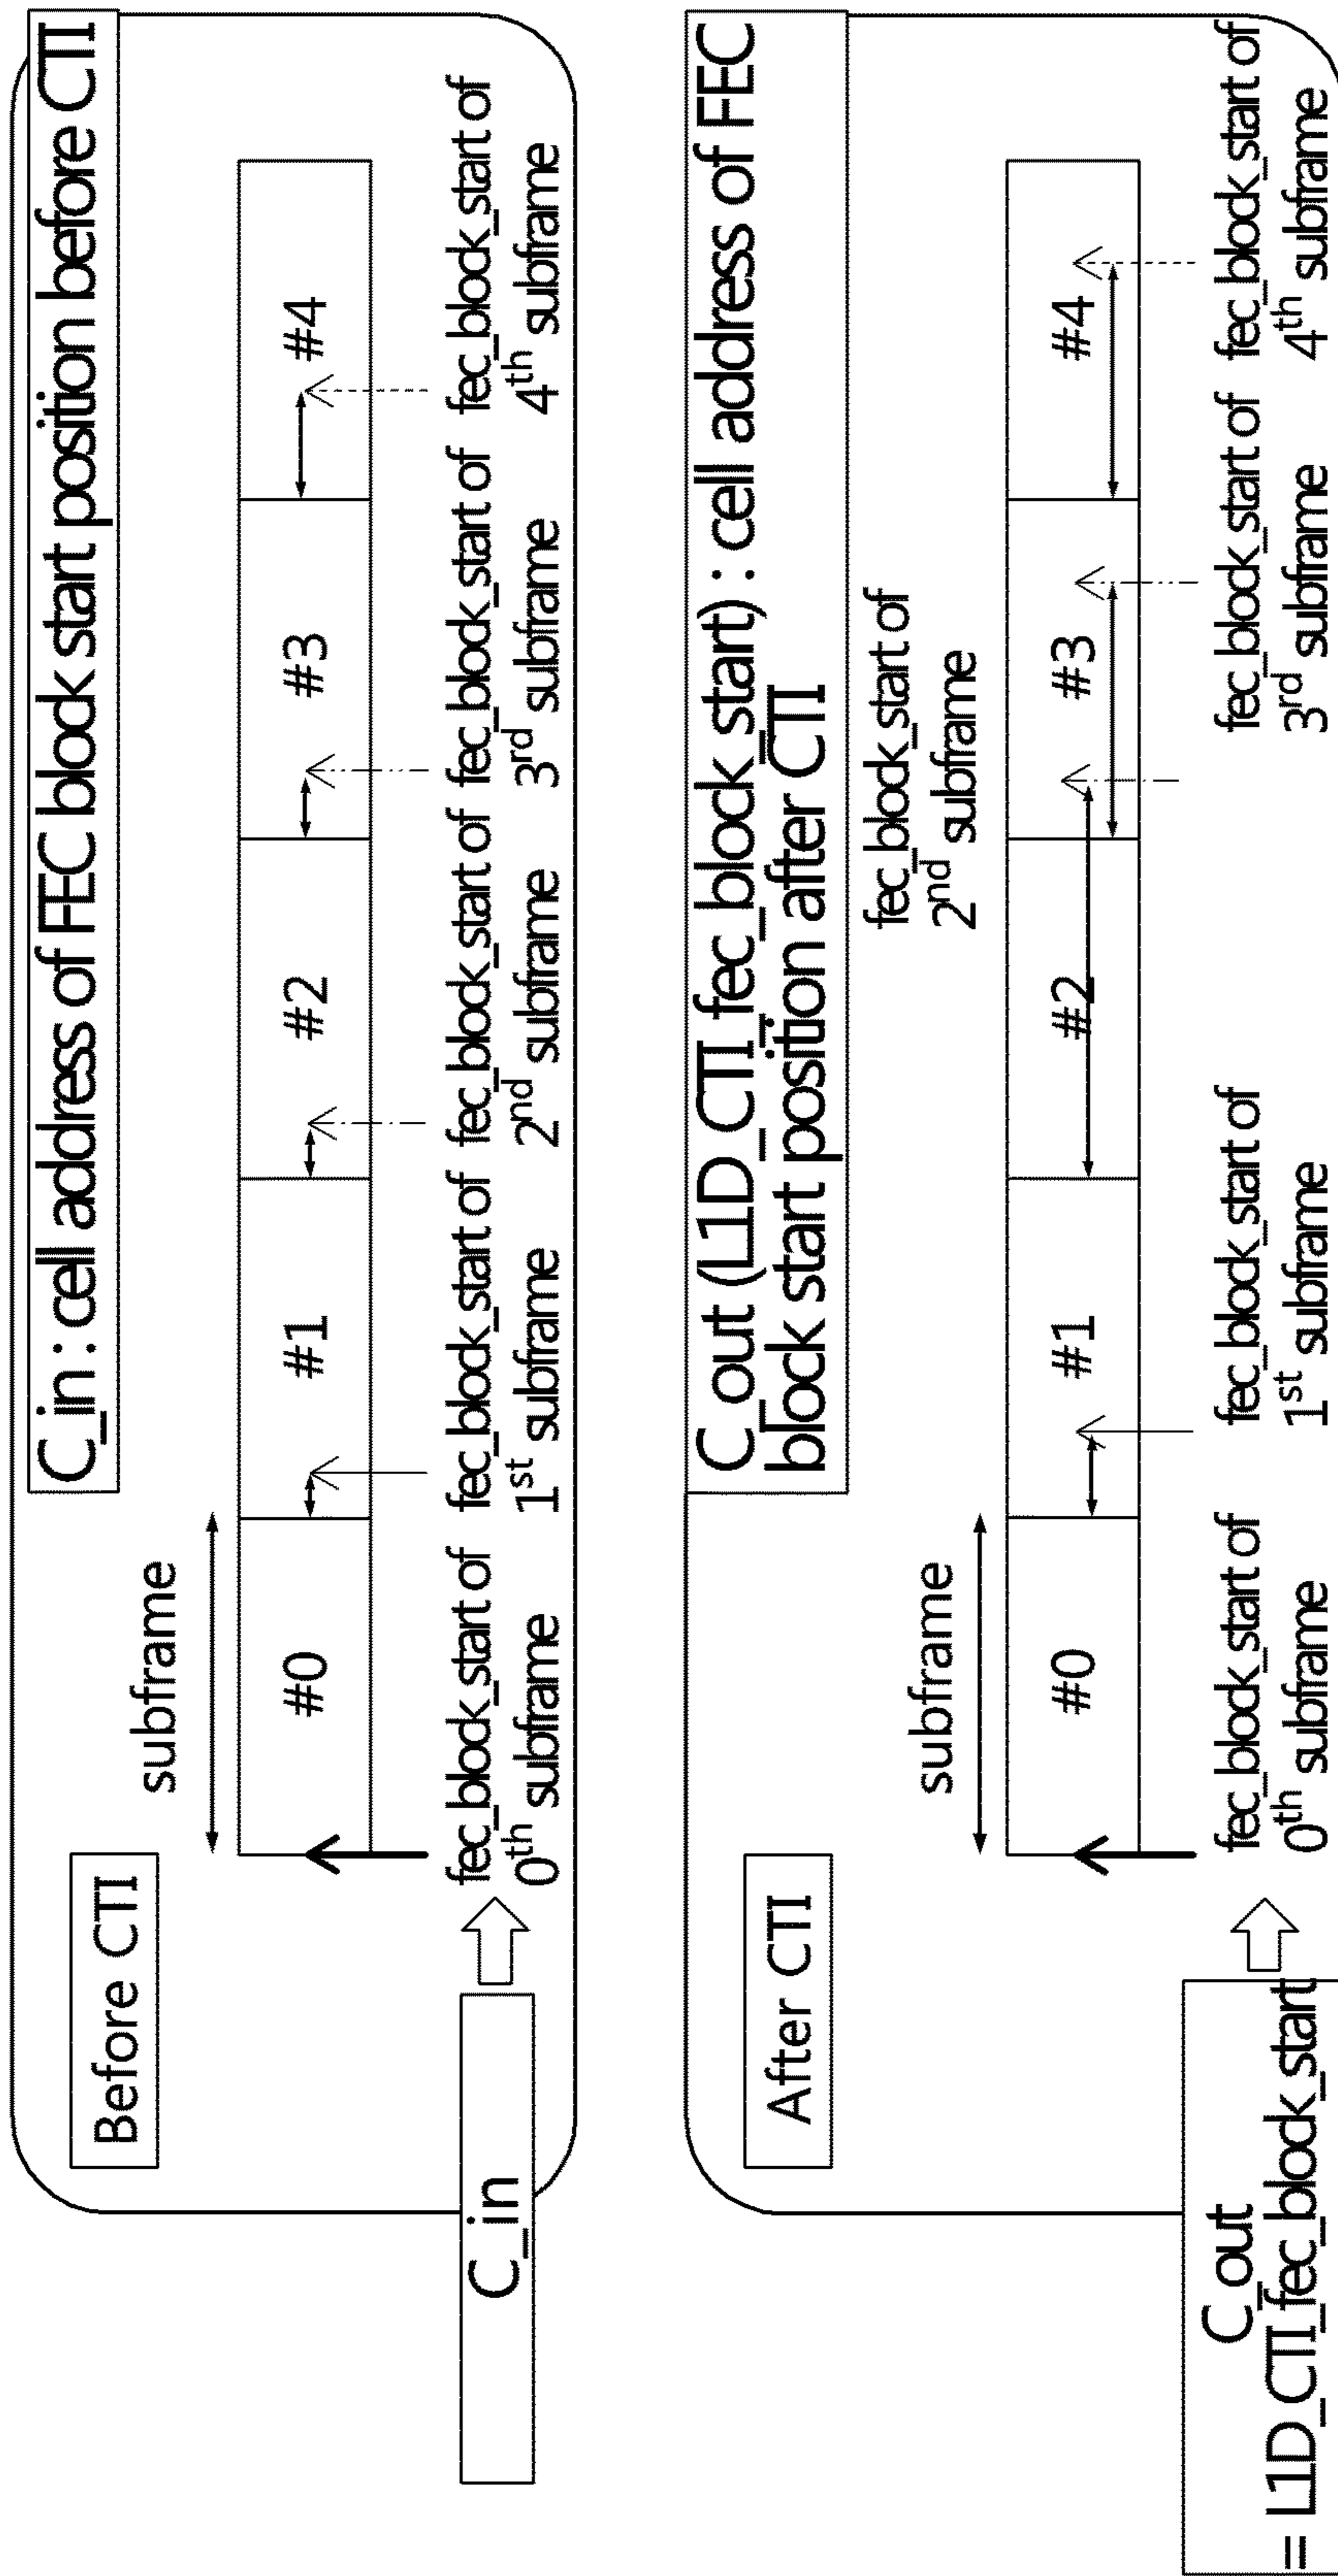 C_in : cell address of FEC block start position before CTI
Before CTI
subframe
#0
#1
#2
#3
#4
C_in
fec_block_start of
0th subframe
fec_block_start of
1st subframe
fec_block_start of
2nd subframe
fec_block_start of
3rd subframe
fec_block_start of
4th subframe
C_out (L1D_CTI_fec_block_start) : cell address of FEC
block start position after CTI
After CTI
fec_block_start of
2nd subframe
subframe
#0
#1
#2
#3
#4
C_out
= L1D_CTI_fec_block_start
fec_block_start of
0th subframe
fec_block_start of
1st subframe
fec_block_start of
3rd subframe
fec_block_start of
4th subframe